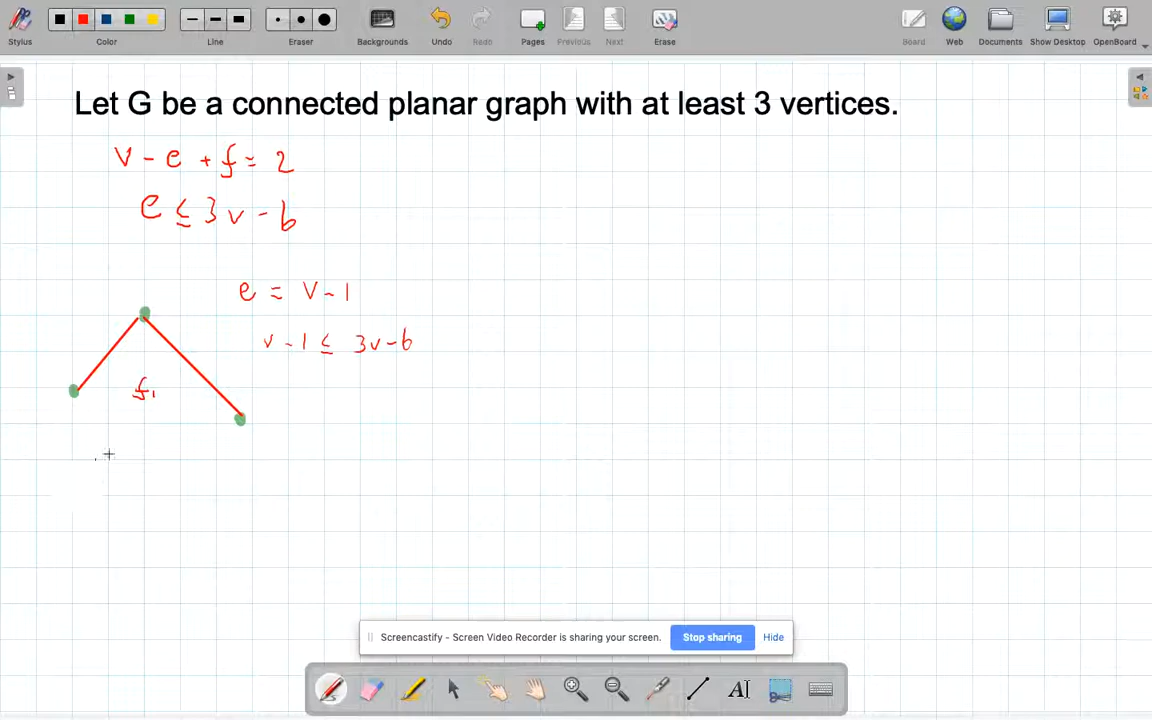 Stylus Color Line Eraser Backgrounds Undo Redo Pages Previous Next Erase Board Web Documents Show Desktop OpenBoard
Let G be a connected planar graph with at least 3 vertices.
v - e + f = 2
e ≤ 3v - 6
e = v - 1
v - 1 ≤ 3v - 6
f1
Screencastify - Screen Video Recorder is sharing your screen. Stop sharing Hide